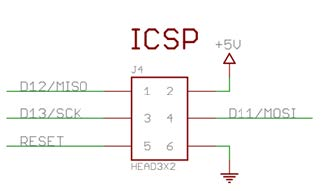 ICSP
+5V
J4
D12/MISO 1 2
D13/SCK 3 4 D11/MOSI
RESET 5 6
HEAD3X2